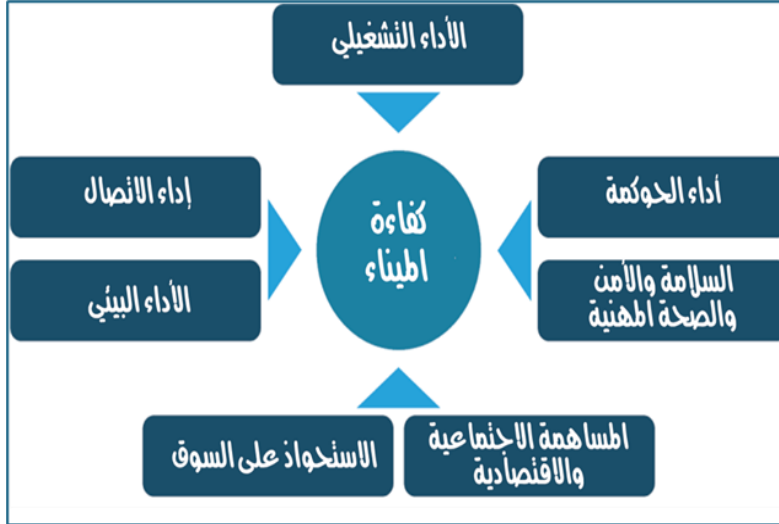 الأداء التشغيلي
أداء الحوكمة
إداء الاتصال
كفاءة
الميناء
السلامة والأمن
والصحة المهنية
الأداء البيئي
المساهمة الاجتماعية
والاقتصادية
الاستحواذ على السوق